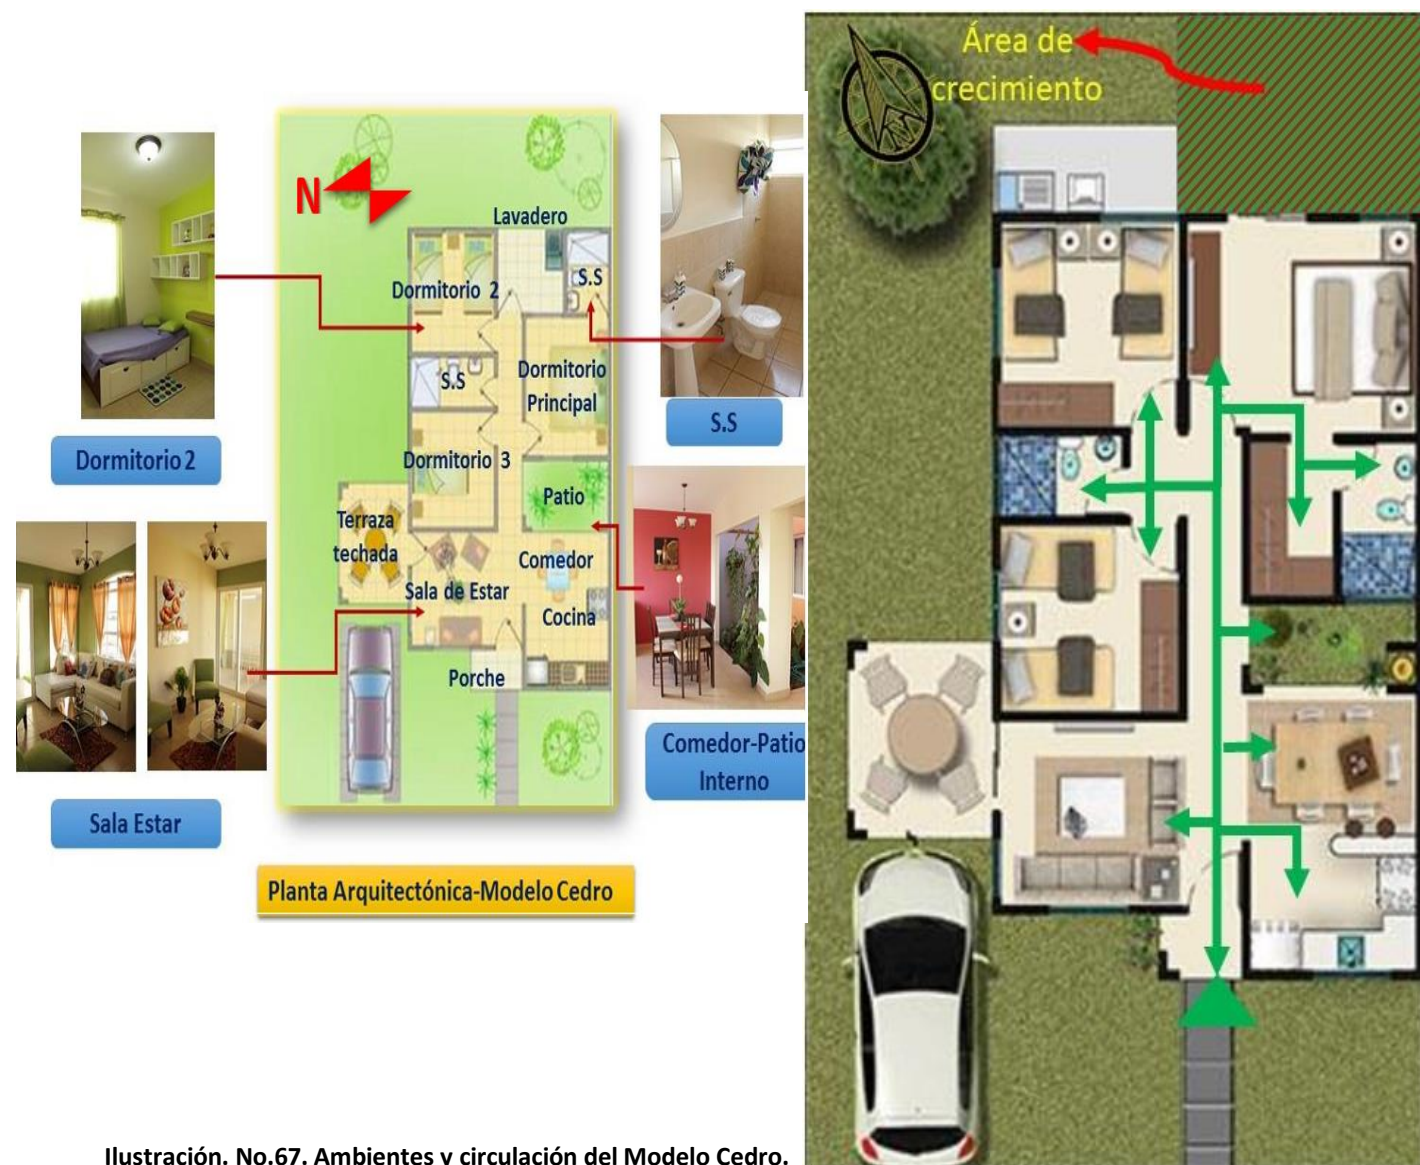 Área de
crecimiento
N
Lavadero
S.S
Dormitorio 2
S.S
Dormitorio
Principal
Dormitorio 3
Patio
Terraza
techada
Comedor
Sala de Estar
Cocina
Porche
Dormitorio 2
S.S
Comedor-Patio
Interno
Sala Estar
Planta Arquitectónica-Modelo Cedro
Ilustración. No.67. Ambientes y circulación del Modelo Cedro.